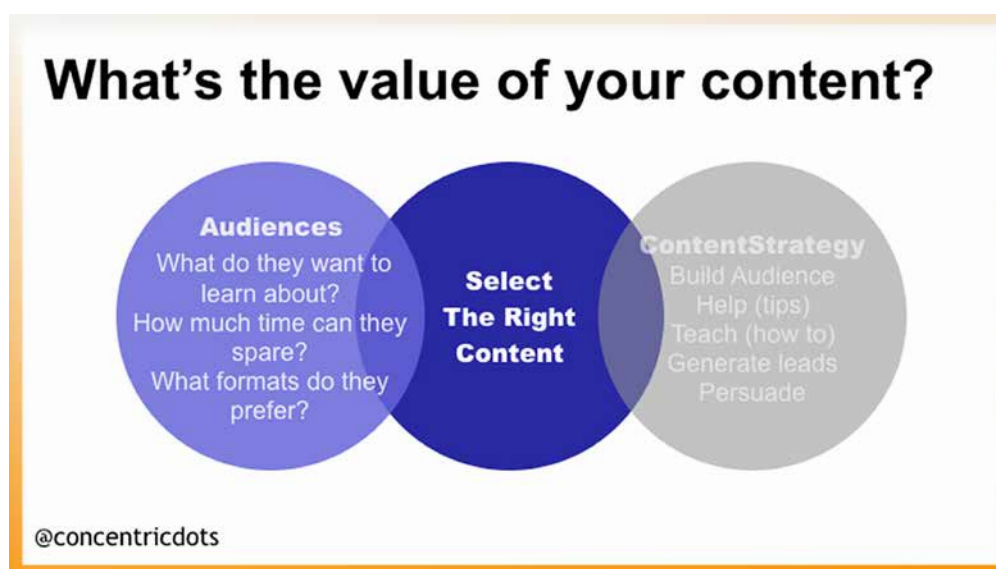 What's the value of your content?
Audiences
What do they want to
learn about?
How much time can they
spare?
What formats do they
prefer?
Select
The Right
Content
ContentStrategy
Build Audience
Help (tips)
Teach (how to)
Generate leads
Persuade
@concentricdots